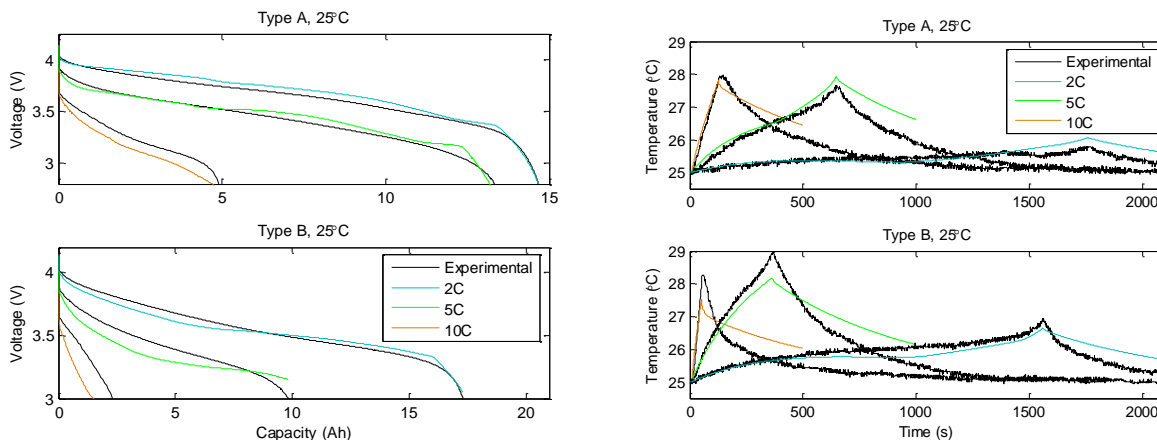 Type A, 25°C
Voltage (V)
4
3.5
3
0 5 10 15
Type B, 25°C
Voltage (V)
4
3.5
3
0 5 10 15 20
Capacity (Ah)
Experimental
2C
5C
10C
Type A, 25°C
Temperature (°C)
29
28
27
26
25
0 500 1000 1500 2000
Experimental
2C
5C
10C
Type B, 25°C
Temperature (°C)
29
28
27
26
25
0 500 1000 1500 2000
Time (s)